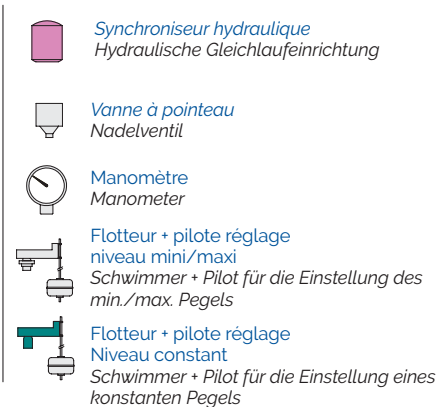 Synchroniseur hydraulique
Hydraulische Gleichlaufeinrichtung
Vanne à pointeau
Nadelventil
Manomètre
Manometer
Flotteur + pilote réglage
niveau mini/maxi
Schwimmer + Pilot für die Einstellung des
min./max. Pegels
Flotteur + pilote réglage
Niveau constant
Schwimmer + Pilot für die Einstellung eines
konstanten Pegels